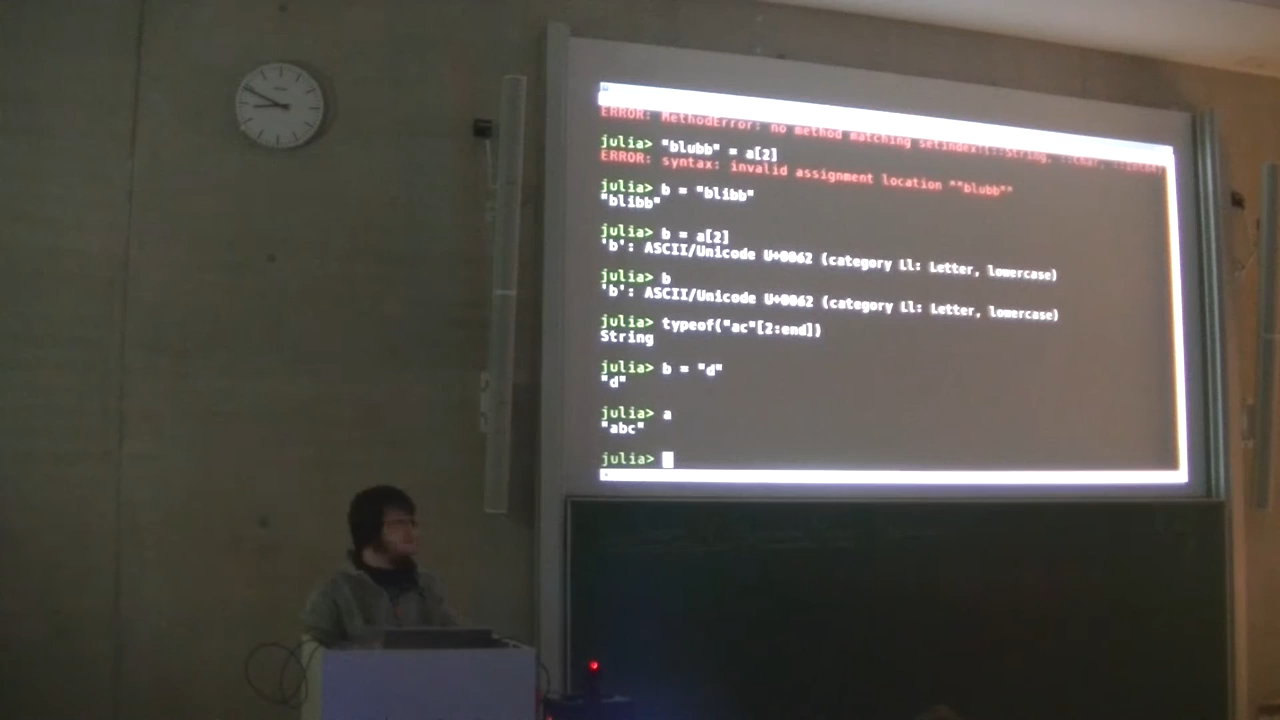 ERROR: MethodError: no method matching setindex!(::String, ::Char, ::Int64)
julia> "blubb" = a[2]
ERROR: syntax: invalid assignment location ""blubb""
julia> b = "blibb"
"blibb"
julia> b = a[2]
'b': ASCII/Unicode U+0062 (category Ll: Letter, lowercase)
julia> b
'b': ASCII/Unicode U+0062 (category Ll: Letter, lowercase)
julia> typeof("ac"[2:end])
String
julia> b = "d"
"d"
julia> a
"abc"
julia>